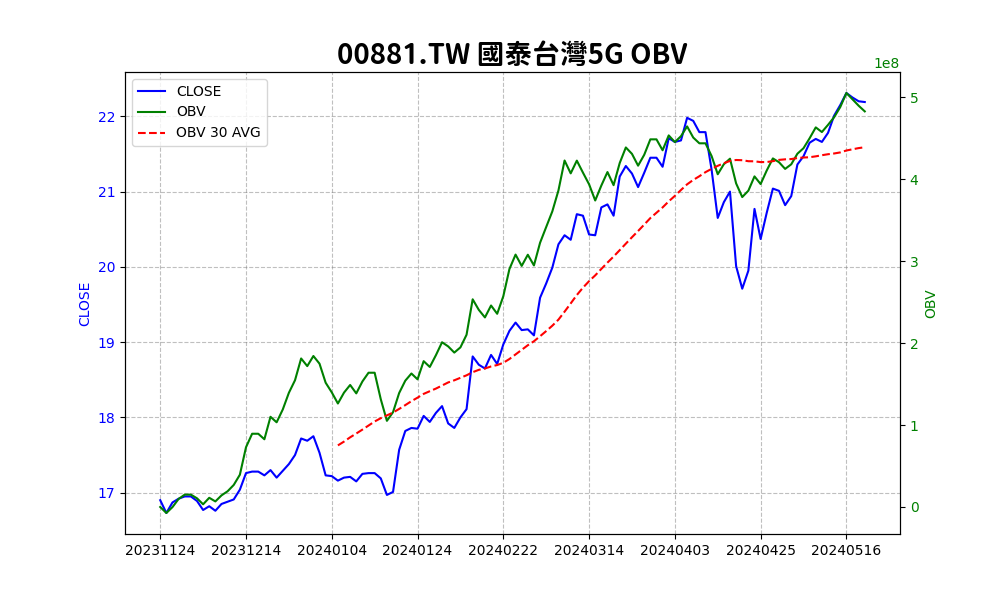 00881.TW 國泰台灣5G OBV
1e8
CLOSE
OBV
OBV 30 AVG
22
21
20
19
18
17
CLOSE
5
4
3
2
1
0
OBV
20231124 20231214 20240104 20240124 20240222 20240314 20240403 20240425 20240516